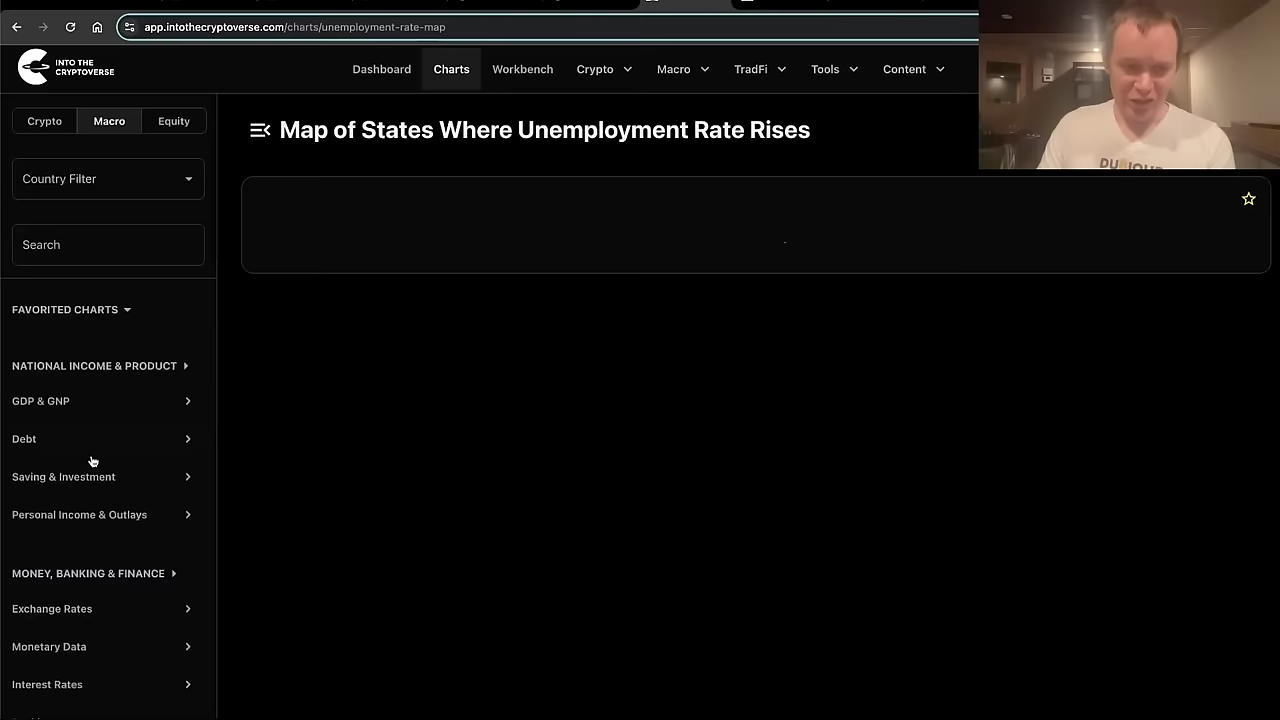 app.intothecryptoverse.com/charts/unemployment-rate-map
INTO THE
CRYPTOVERSE
Dashboard
Charts
Workbench
Crypto
Macro
TradFi
Tools
Content
Crypto
Macro
Equity
Country Filter
Search
FAVORITED CHARTS
NATIONAL INCOME & PRODUCT
GDP & GNP
Debt
Saving & Investment
Personal Income & Outlays
MONEY, BANKING & FINANCE
Exchange Rates
Monetary Data
Interest Rates
Map of States Where Unemployment Rate Rises